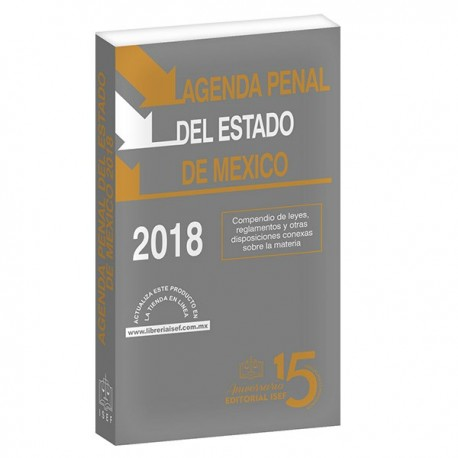 AGENDA PENAL
DEL ESTADO
DE MEXICO
2018
Compendio de leyes,
reglamentos y otras
disposiciones conexas
sobre la materia
ACTUALIZA ESTE PRODUCTO EN
LA TIENDA EN LINEA
www.libreriaisef.com.mx
15
Aniversario
EDITORIAL ISEF
AGENDA PENAL DEL ESTADO
DE MEXICO 2018
ISEF